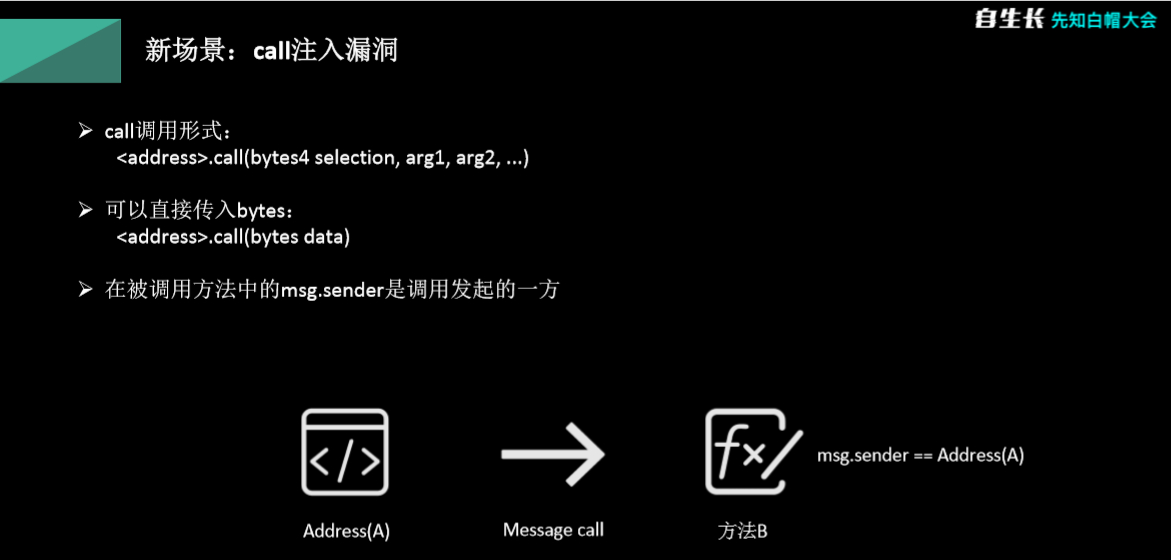 自生长 先知白帽大会
新场景：call注入漏洞
➢ call调用形式：
<address>.call(bytes4 selection, arg1, arg2, ...)
➢ 可以直接传入bytes：
<address>.call(bytes data)
➢ 在被调用方法中的msg.sender是调用发起的一方
</>
fx
msg.sender == Address(A)
Address(A)
Message call
方法B